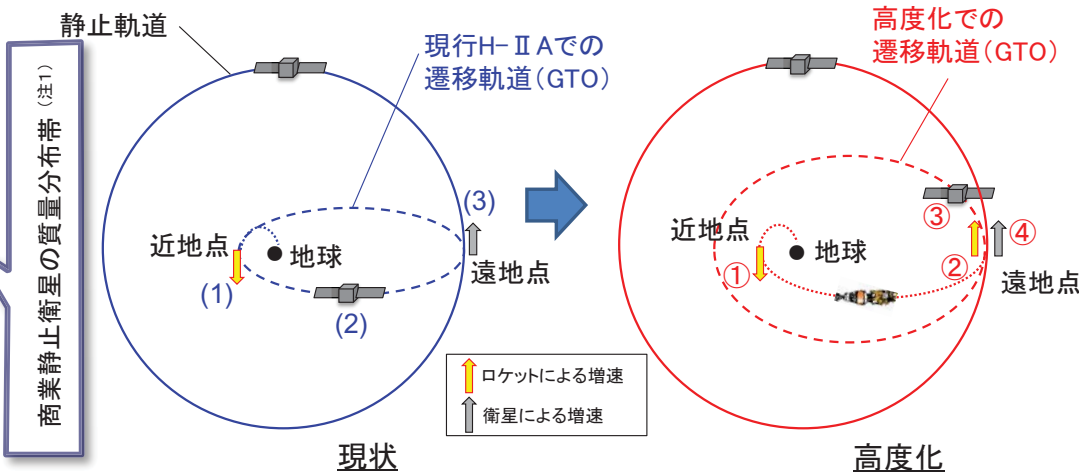 商業静止衛星の質量分布帯(注1)
静止軌道
現行H-ⅡAでの
遷移軌道(GTO)
近地点
地球
遠地点
(1)
(2)
(3)
現状
ロケットによる増速
衛星による増速
高度化での
遷移軌道(GTO)
近地点
地球
遠地点
①
②
③
④
高度化